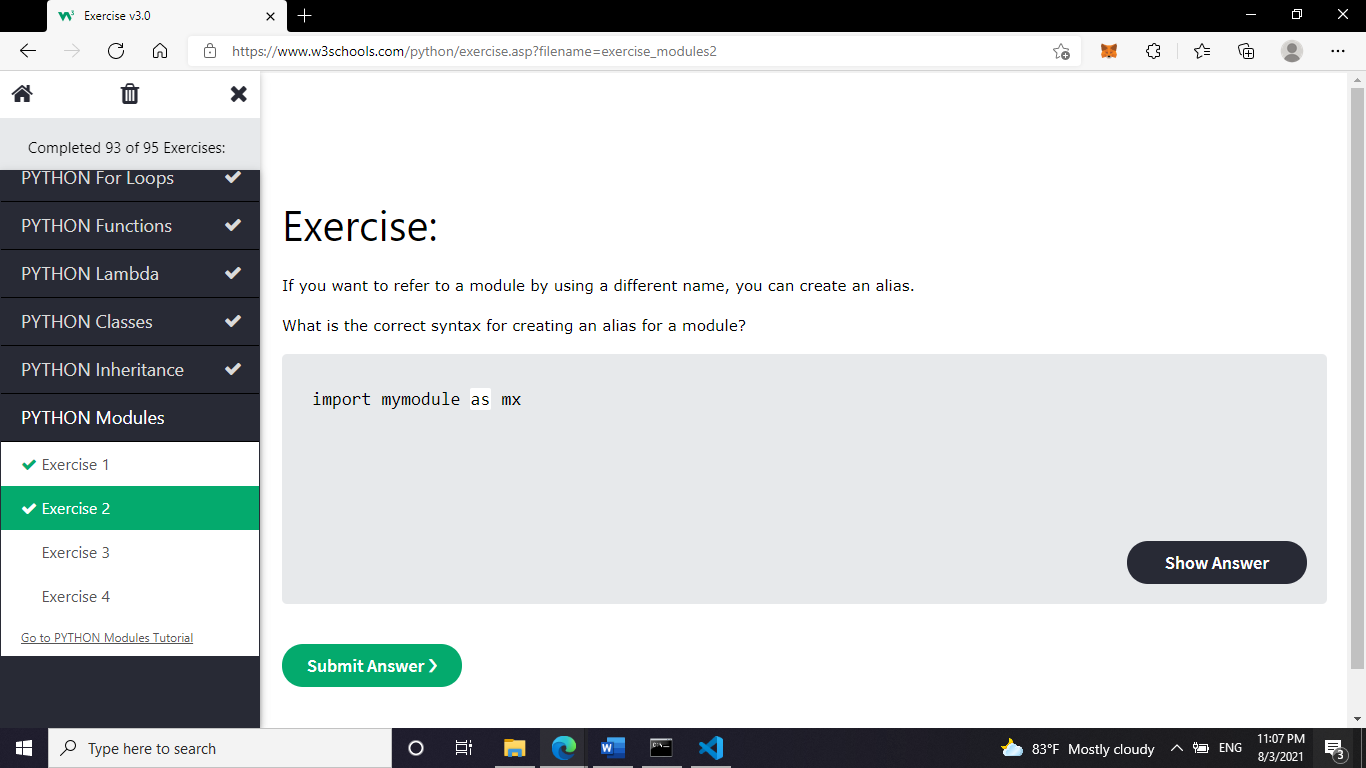 Exercise v3.0
https://www.w3schools.com/python/exercise.asp?filename=exercise_modules2
Completed 93 of 95 Exercises:
PYTHON For Loops
PYTHON Functions
PYTHON Lambda
PYTHON Classes
PYTHON Inheritance
PYTHON Modules
Exercise 1
Exercise 2
Exercise 3
Exercise 4
Go to PYTHON Modules Tutorial
Exercise:
If you want to refer to a module by using a different name, you can create an alias.
What is the correct syntax for creating an alias for a module?
import mymodule as mx
Show Answer
Submit Answer ❯
Type here to search
83°F Mostly cloudy
ENG
11:07 PM
8/3/2021
3